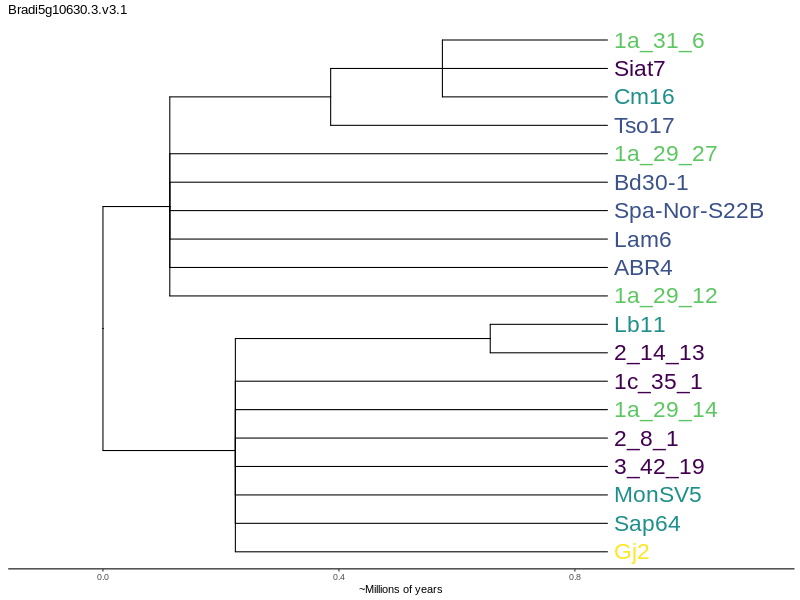 Bradi5g10630.3.v3.1
1a_31_6
Siat7
Cm16
Tso17
1a_29_27
Bd30-1
Spa-Nor-S22B
Lam6
ABR4
1a_29_12
Lb11
2_14_13
1c_35_1
1a_29_14
2_8_1
3_42_19
MonSV5
Sap64
Gj2
0.0 0.4 0.8
~Millions of years